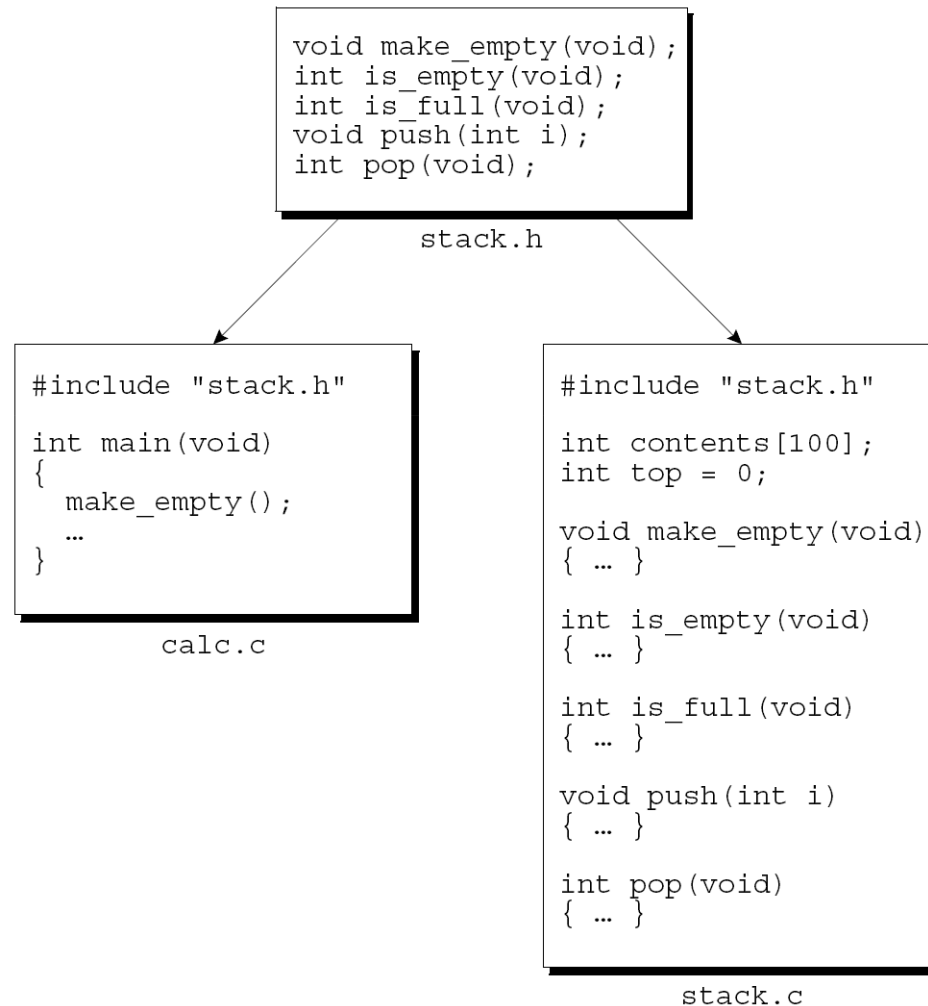 void make_empty(void);
int is_empty(void);
int is_full(void);
void push(int i);
int pop(void);
stack.h
#include "stack.h"
int main(void)
{
  make_empty();
  …
}
calc.c
#include "stack.h"
int contents[100];
int top = 0;
void make_empty(void)
{ … }
int is_empty(void)
{ … }
int is_full(void)
{ … }
void push(int i)
{ … }
int pop(void)
{ … }
stack.c